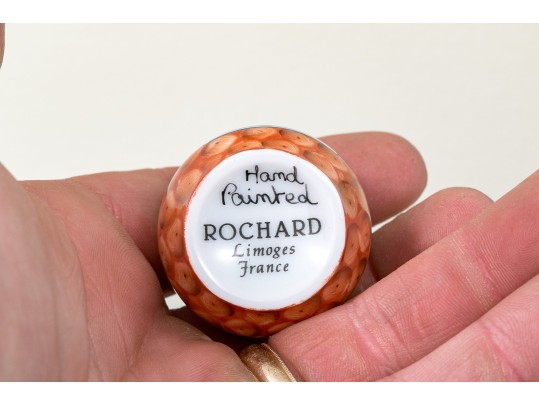 Hand
Painted
ROCHARD
Limoges
France